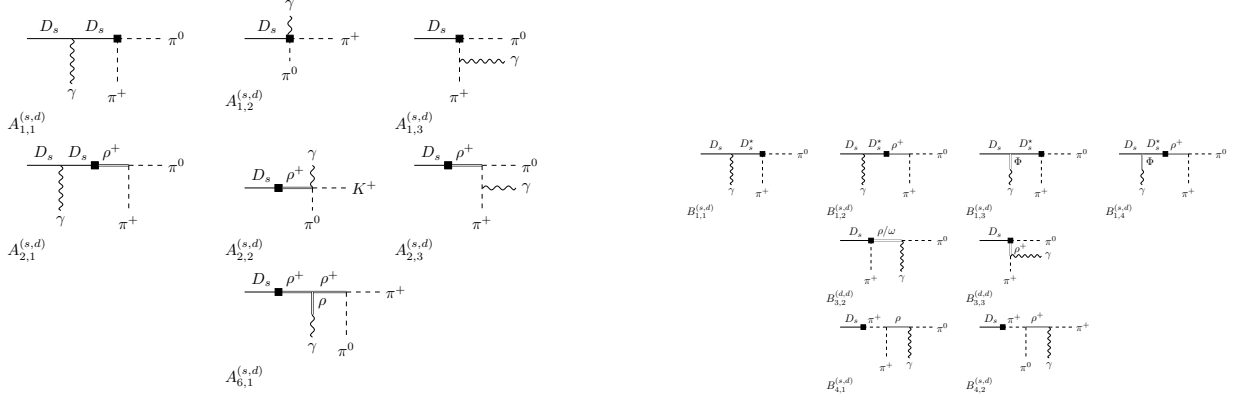 γ
D_s D_s π^0 D_s π^+ D_s π^0
γ
γ π^+ π^0 π^+
A_{1,1}^{(s,d)} A_{1,2}^{(s,d)} A_{1,3}^{(s,d)}
D_s D_s ρ^+ π^0 γ D_s ρ^+ π^0
D_s ρ^+ K^+ γ
γ π^+ π^0 π^+
A_{2,1}^{(s,d)} A_{2,2}^{(s,d)} A_{2,3}^{(s,d)}
D_s ρ^+ ρ^+ π^+
ρ
γ π^0
A_{6,1}^{(s,d)}
D_s D_s^* π^0 D_s D_s^* ρ^+ π^0 D_s D_s^* π^0 D_s D_s^* ρ^+ π^0
Φ Φ
γ π^+ γ π^+ γ π^+ γ π^+
B_{1,1}^{(s,d)} B_{1,2}^{(s,d)} B_{1,3}^{(s,d)} B_{1,4}^{(s,d)}
D_s ρ/ω π^0 D_s π^0
ρ^+ γ
π^+ γ π^+
B_{3,2}^{(d,d)} B_{3,3}^{(d,d)}
D_s π^+ ρ π^0 D_s π^+ ρ^+ π^+
π^+ γ π^0 γ
B_{4,1}^{(s,d)} B_{4,2}^{(s,d)}